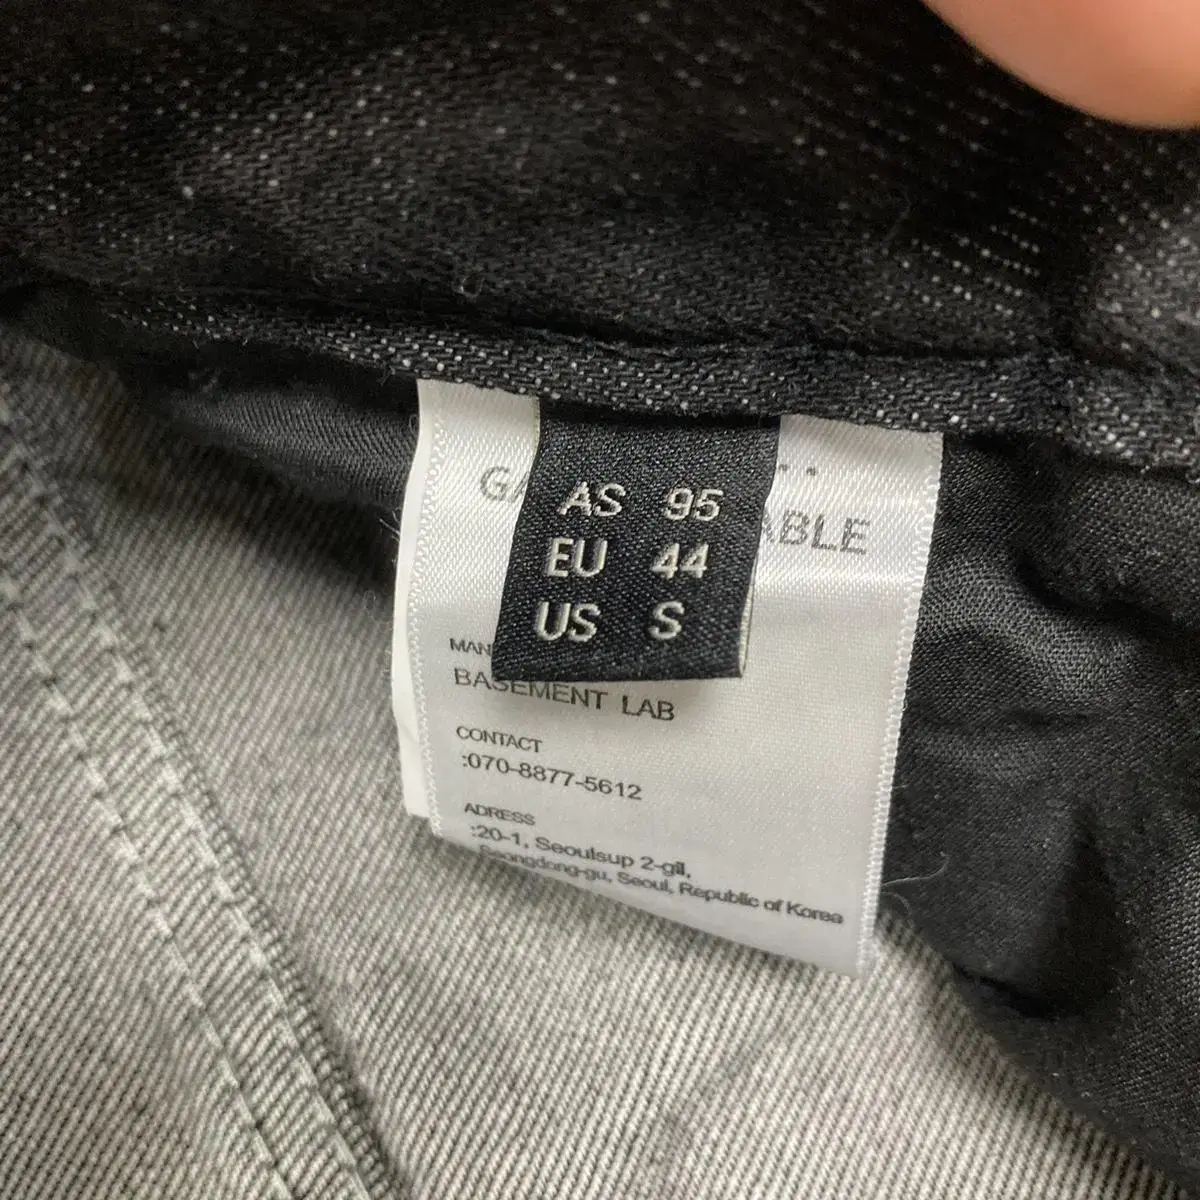 AS 95
EU 44
US S
BASEMENT LAB
CONTACT
:070-8877-5612
ADRESS
:20-1, Seoulsup 2-gil,
Seongdong-gu, Seoul, Republic of Korea